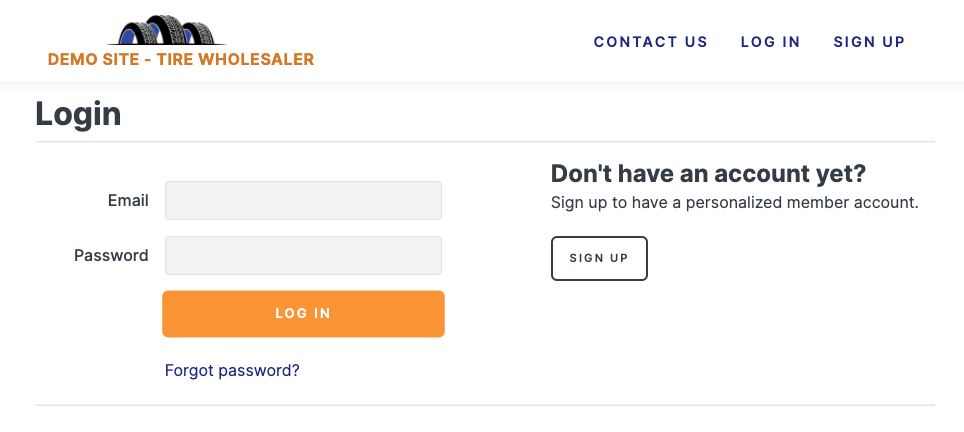 DEMO SITE - TIRE WHOLESALER
CONTACT US LOG IN SIGN UP
Login
Email
Password
LOG IN
Forgot password?
Don't have an account yet?
Sign up to have a personalized member account.
SIGN UP